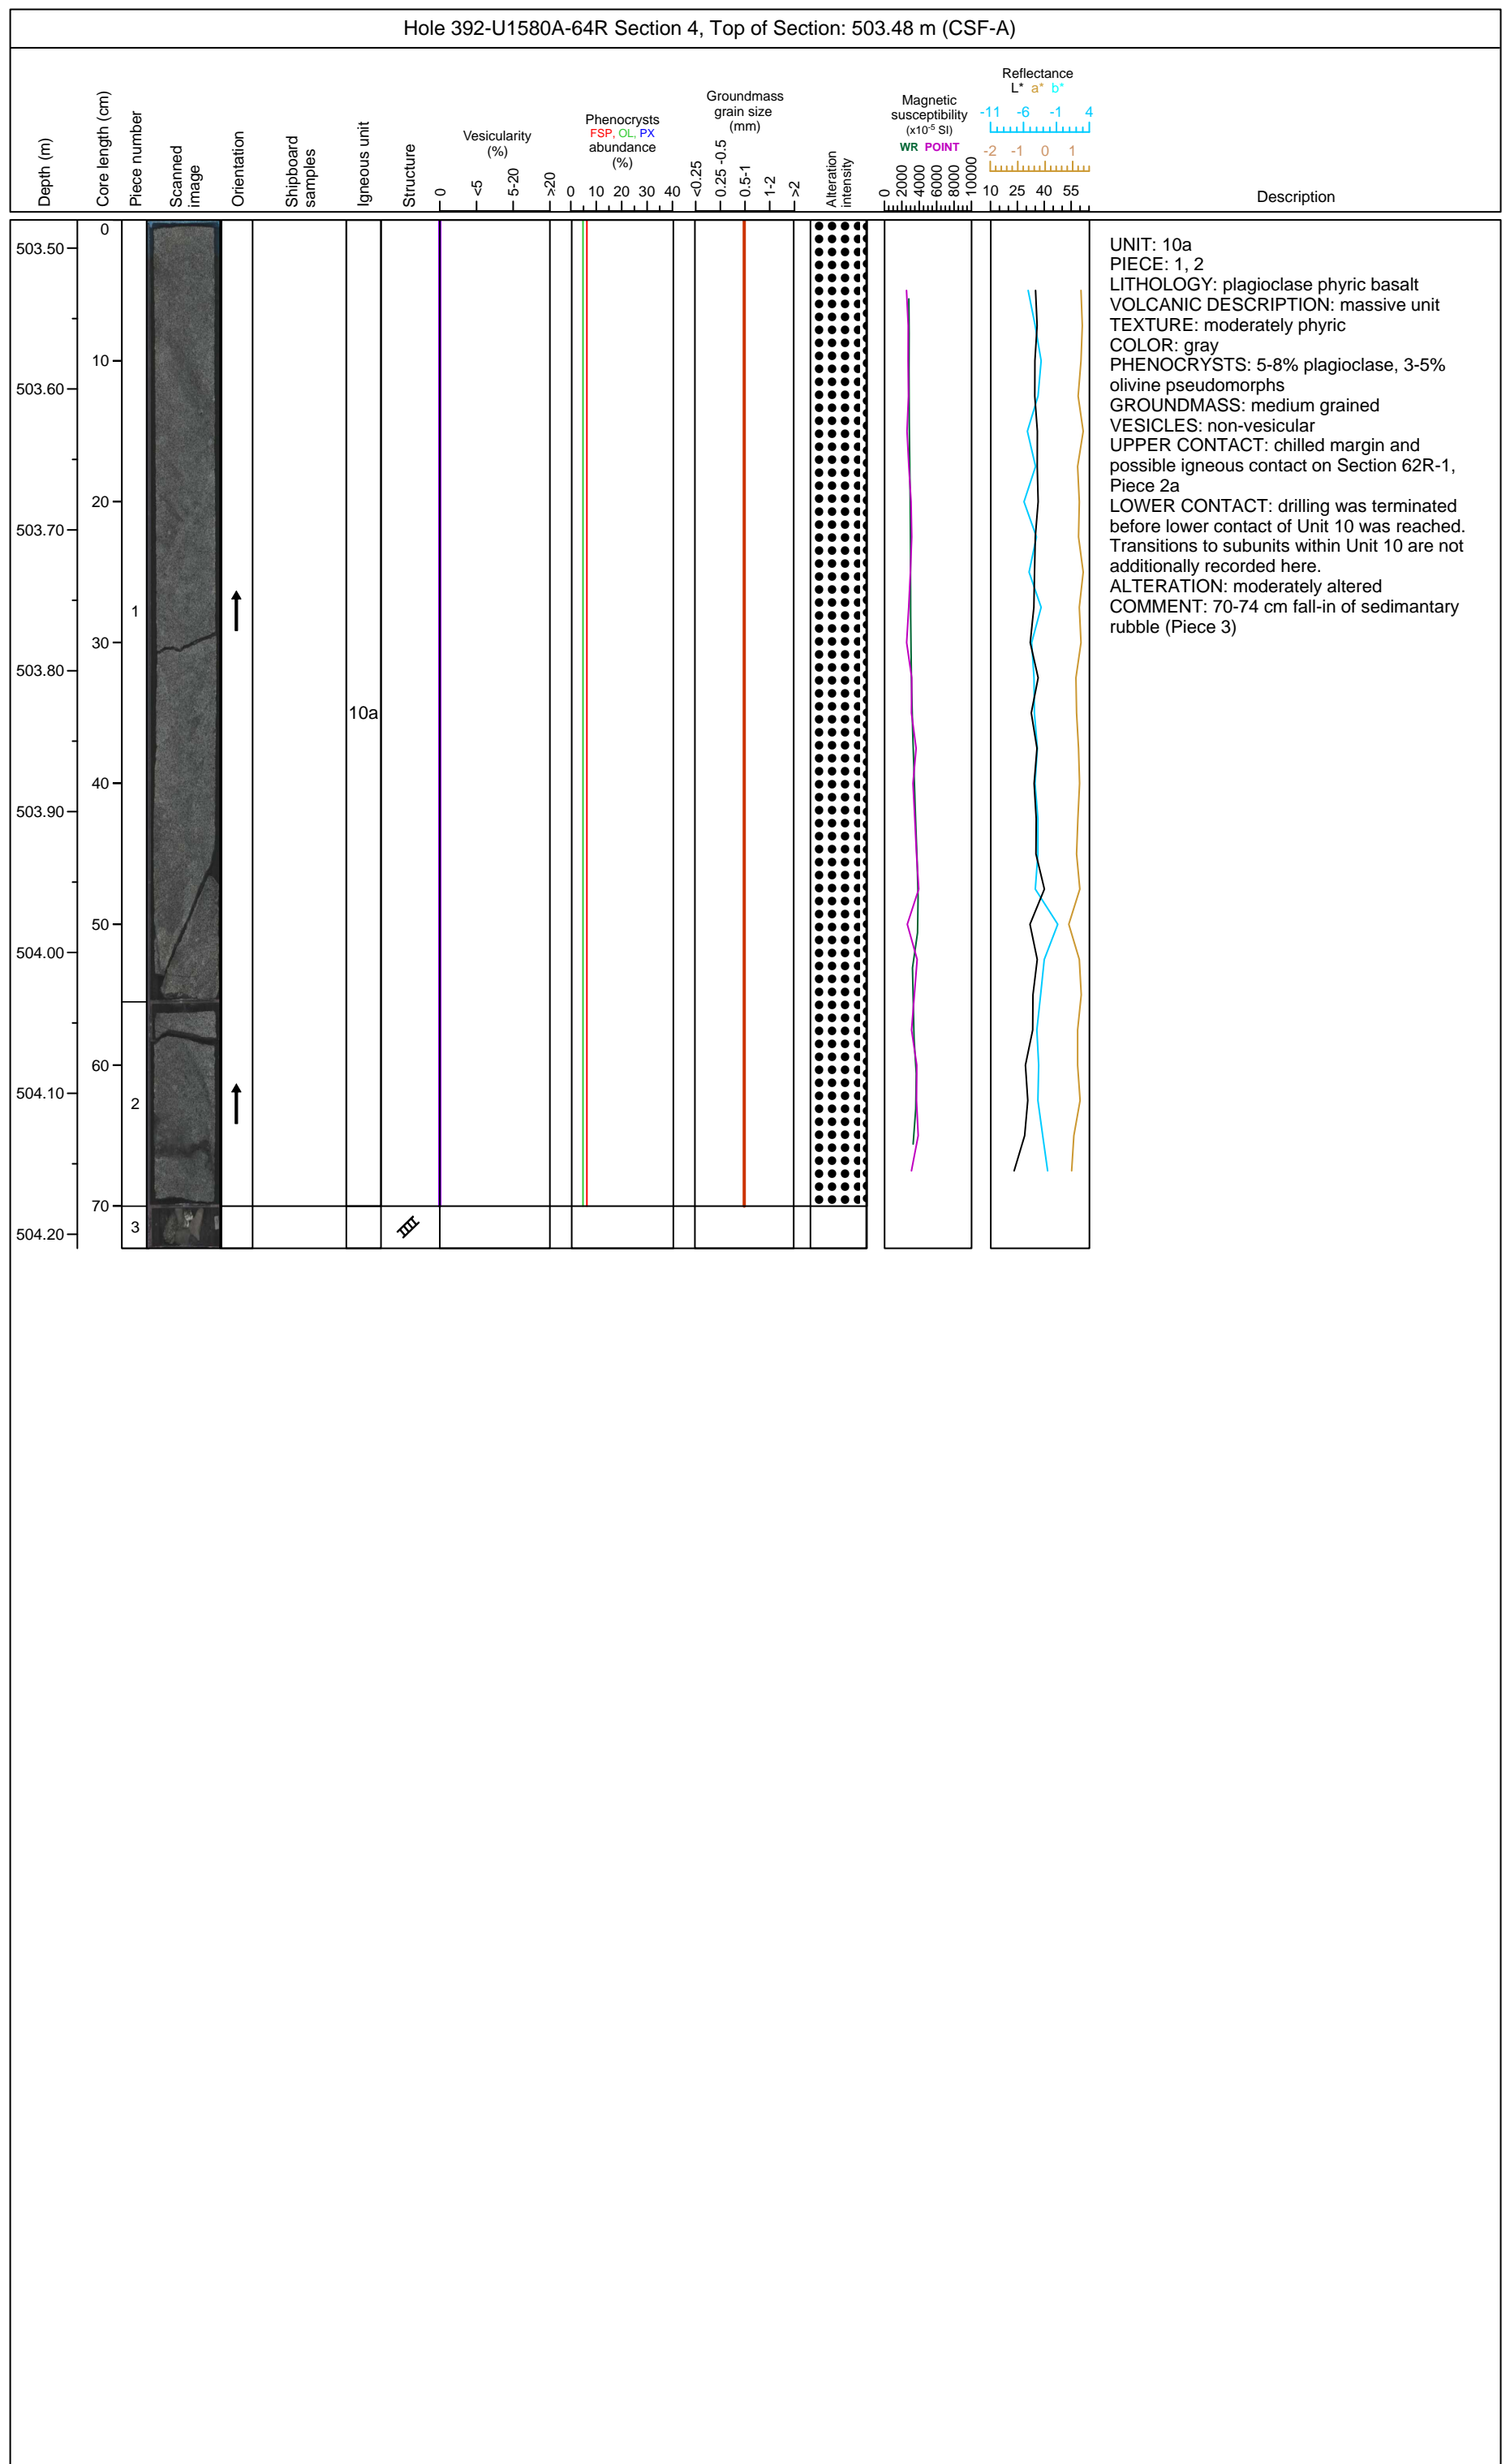 Hole 392-U1580A-64R Section 4, Top of Section: 503.48 m (CSF-A)
Depth (m)
Core length (cm)
Piece number
Scanned
image
Orientation
Shipboard
samples
Igneous unit
Structure
Vesicularity
(%)
0
<5
5-20
>20
Phenocrysts
FSP, OL, PX
abundance
(%)
0 10 20 30 40
Groundmass
grain size
(mm)
<0.25
0.25 -0.5
0.5-1
1-2
>2
Alteration
intensity
Magnetic
susceptibility
(x10-5 SI)
WR POINT
0
2000
4000
6000
8000
10000
Reflectance
L* a* b*
-11 -6 -1 4
-2 -1 0 1
10 25 40 55
Description
503.50
503.60
503.70
503.80
503.90
504.00
504.10
504.20
0
10
20
30
40
50
60
70
1
2
3
10a
UNIT: 10a
PIECE: 1, 2
LITHOLOGY: plagioclase phyric basalt
VOLCANIC DESCRIPTION: massive unit
TEXTURE: moderately phyric
COLOR: gray
PHENOCRYSTS: 5-8% plagioclase, 3-5%
olivine pseudomorphs
GROUNDMASS: medium grained
VESICLES: non-vesicular
UPPER CONTACT: chilled margin and
possible igneous contact on Section 62R-1,
Piece 2a
LOWER CONTACT: drilling was terminated
before lower contact of Unit 10 was reached.
Transitions to subunits within Unit 10 are not
additionally recorded here.
ALTERATION: moderately altered
COMMENT: 70-74 cm fall-in of sedimantary
rubble (Piece 3)